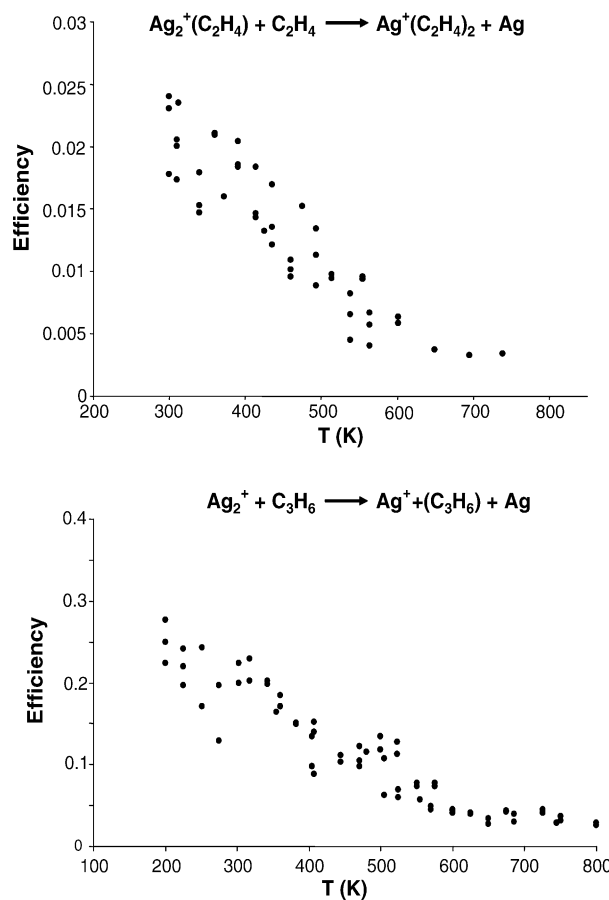 Ag₂⁺(C₂H₄) + C₂H₄ ⟶ Ag⁺(C₂H₄)₂ + Ag
0.03
0.025
0.02
0.015
0.01
0.005
0
Efficiency
200 300 400 500 600 700 800
T (K)
Ag₂⁺ + C₃H₆ ⟶ Ag⁺+(C₃H₆) + Ag
0.4
0.3
0.2
0.1
0
Efficiency
100 200 300 400 500 600 700 800
T (K)